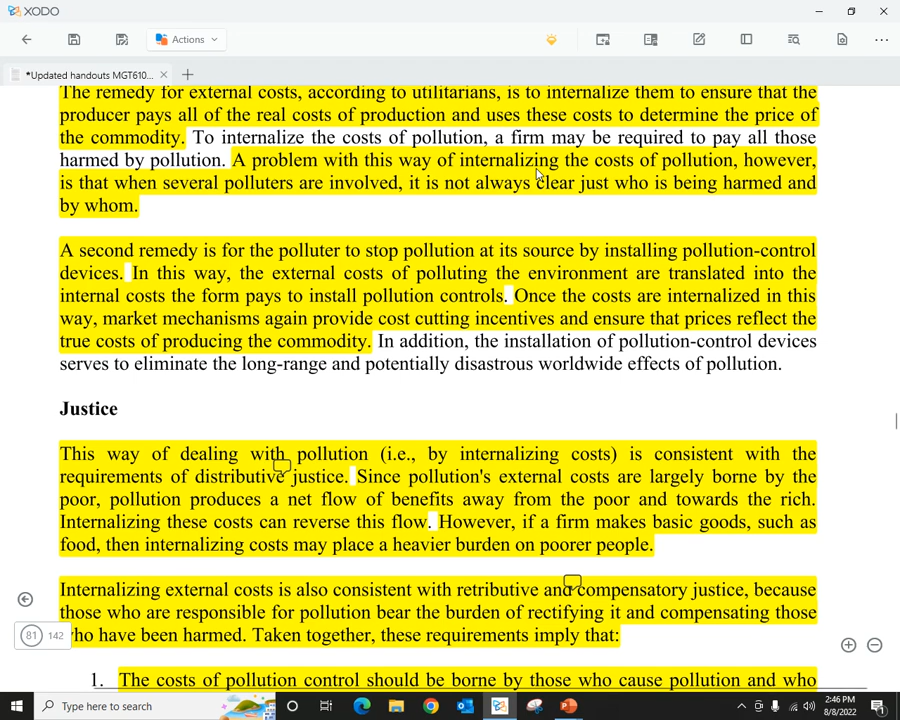 XODO
Actions
*Updated handouts MGT610...
The remedy for external costs, according to utilitarians, is to internalize them to ensure that the
producer pays all of the real costs of production and uses these costs to determine the price of
the commodity. To internalize the costs of pollution, a firm may be required to pay all those
harmed by pollution. A problem with this way of internalizing the costs of pollution, however,
is that when several polluters are involved, it is not always clear just who is being harmed and
by whom.
A second remedy is for the polluter to stop pollution at its source by installing pollution-control
devices. In this way, the external costs of polluting the environment are translated into the
internal costs the form pays to install pollution controls. Once the costs are internalized in this
way, market mechanisms again provide cost cutting incentives and ensure that prices reflect the
true costs of producing the commodity. In addition, the installation of pollution-control devices
serves to eliminate the long-range and potentially disastrous worldwide effects of pollution.
Justice
This way of dealing with pollution (i.e., by internalizing costs) is consistent with the
requirements of distributive justice. Since pollution's external costs are largely borne by the
poor, pollution produces a net flow of benefits away from the poor and towards the rich.
Internalizing these costs can reverse this flow. However, if a firm makes basic goods, such as
food, then internalizing costs may place a heavier burden on poorer people.
Internalizing external costs is also consistent with retributive and compensatory justice, because
those who are responsible for pollution bear the burden of rectifying it and compensating those
who have been harmed. Taken together, these requirements imply that:
81 142
1. The costs of pollution control should be borne by those who cause pollution and who
Type here to search
2:46 PM
8/8/2022
1